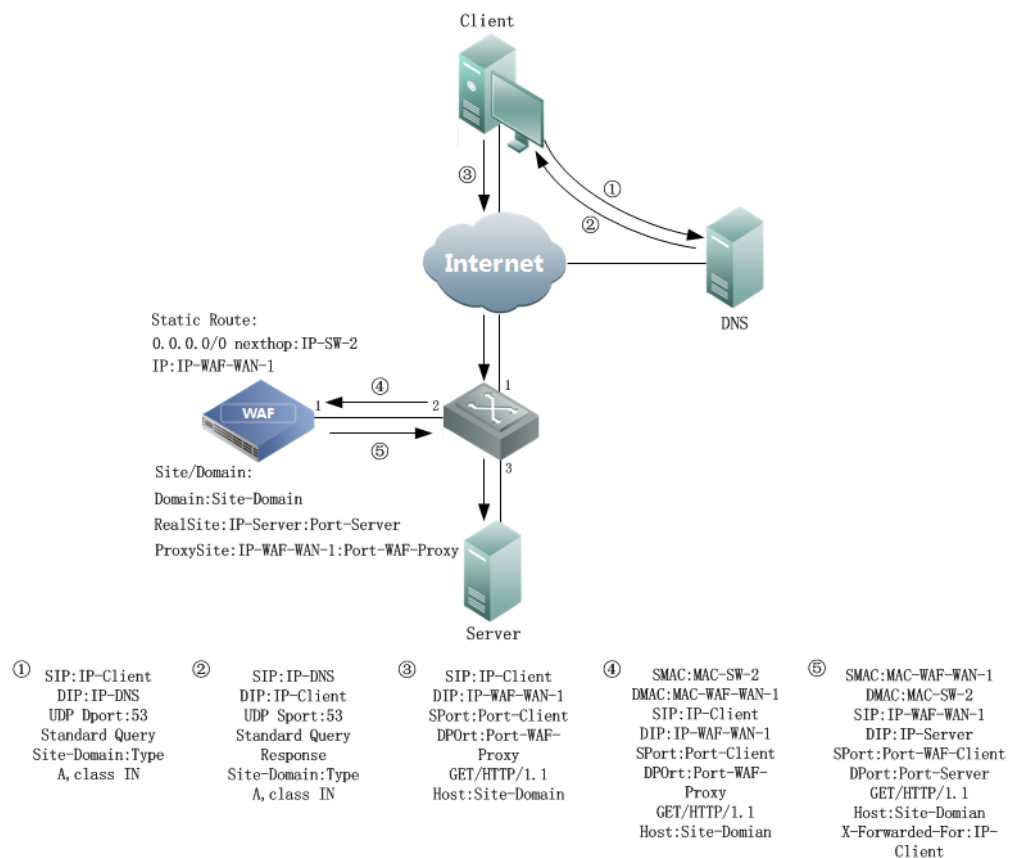 Client
③
①
②
Internet
DNS
Static Route:
0.0.0.0/0 nexthop:IP-SW-2
IP:IP-WAF-WAN-1
④
1
WAF
1
2
⑤
3
Site/Domain:
Domain:Site-Domain
RealSite:IP-Server:Port-Server
ProxySite:IP-WAF-WAN-1:Port-WAF-Proxy
Server
①
SIP:IP-Client
DIP:IP-DNS
UDP Dport:53
Standard Query
Site-Domain:Type
A,class IN
②
SIP:IP-DNS
DIP:IP-Client
UDP Sport:53
Standard Query
Response
Site-Domain:Type
A,class IN
③
SIP:IP-Client
DIP:IP-WAF-WAN-1
SPort:Port-Client
DPOrt:Port-WAF-
Proxy
GET/HTTP/1.1
Host:Site-Domain
④
SMAC:MAC-SW-2
DMAC:MAC-WAF-WAN-1
SIP:IP-Client
DIP:IP-WAF-WAN-1
SPort:Port-Client
DPOrt:Port-WAF-
Proxy
GET/HTTP/1.1
Host:Site-Domian
⑤
SMAC:MAC-WAF-WAN-1
DMAC:MAC-SW-2
SIP:IP-WAF-WAN-1
DIP:IP-Server
SPort:Port-WAF-Client
DPort:Port-Server
GET/HTTP/1.1
Host:Site-Domian
X-Forwarded-For:IP-
Client